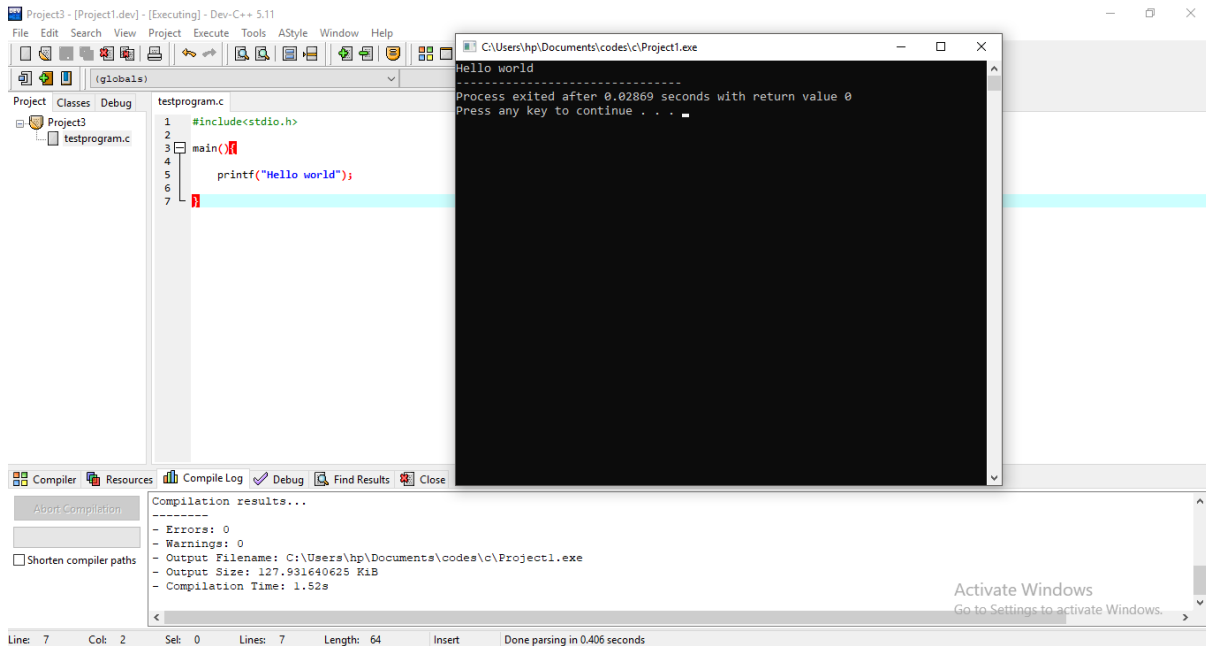 Project3 - [Project1.dev] - [Executing] - Dev-C++ 5.11
File Edit Search View Project Execute Tools AStyle Window Help
(globals)
Project Classes Debug
testprogram.c
Project3
testprogram.c
1 #include<stdio.h>
2
3 main(){
4
5 printf("Hello world");
6
7 }
C:\Users\hp\Documents\codes\c\Project1.exe
Hello world
--------------------------------
Process exited after 0.02869 seconds with return value 0
Press any key to continue . . .
Compiler Resources Compile Log Debug Find Results Close
Abort Compilation
Shorten compiler paths
Compilation results...
--------
- Errors: 0
- Warnings: 0
- Output Filename: C:\Users\hp\Documents\codes\c\Project1.exe
- Output Size: 127.931640625 KiB
- Compilation Time: 1.52s
Activate Windows
Go to Settings to activate Windows.
Line: 7 Col: 2 Sel: 0 Lines: 7 Length: 64 Insert Done parsing in 0.406 seconds